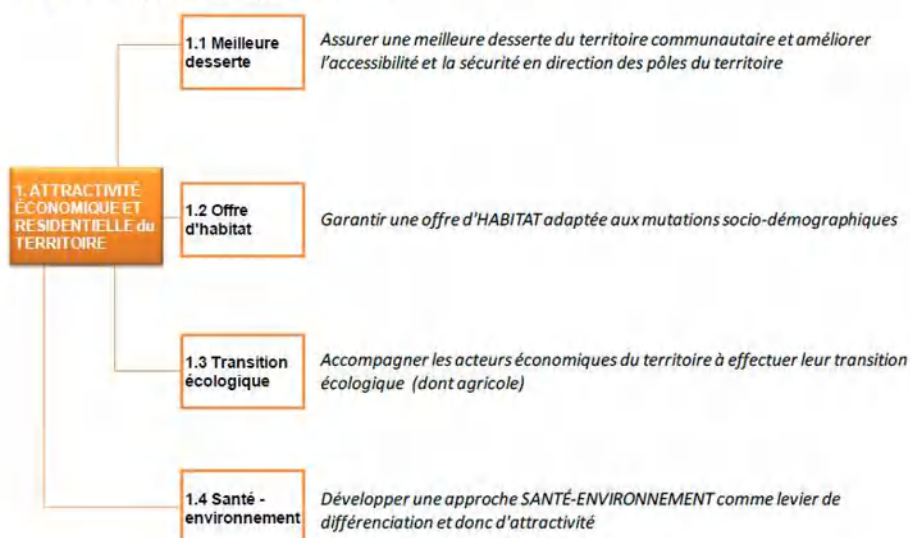 1.1 Meilleure
desserte
Assurer une meilleure desserte du territoire communautaire et améliorer
l'accessibilité et la sécurité en direction des pôles du territoire
1. ATTRACTIVITÉ
ÉCONOMIQUE ET
RESIDENTIELLE du
TERRITOIRE
1.2 Offre
d'habitat
Garantir une offre d'HABITAT adaptée aux mutations socio-démographiques
1.3 Transition
écologique
Accompagner les acteurs économiques du territoire à effectuer leur transition
écologique (dont agricole)
1.4 Santé -
environnement
Développer une approche SANTÉ-ENVIRONNEMENT comme levier de
différenciation et donc d'attractivité